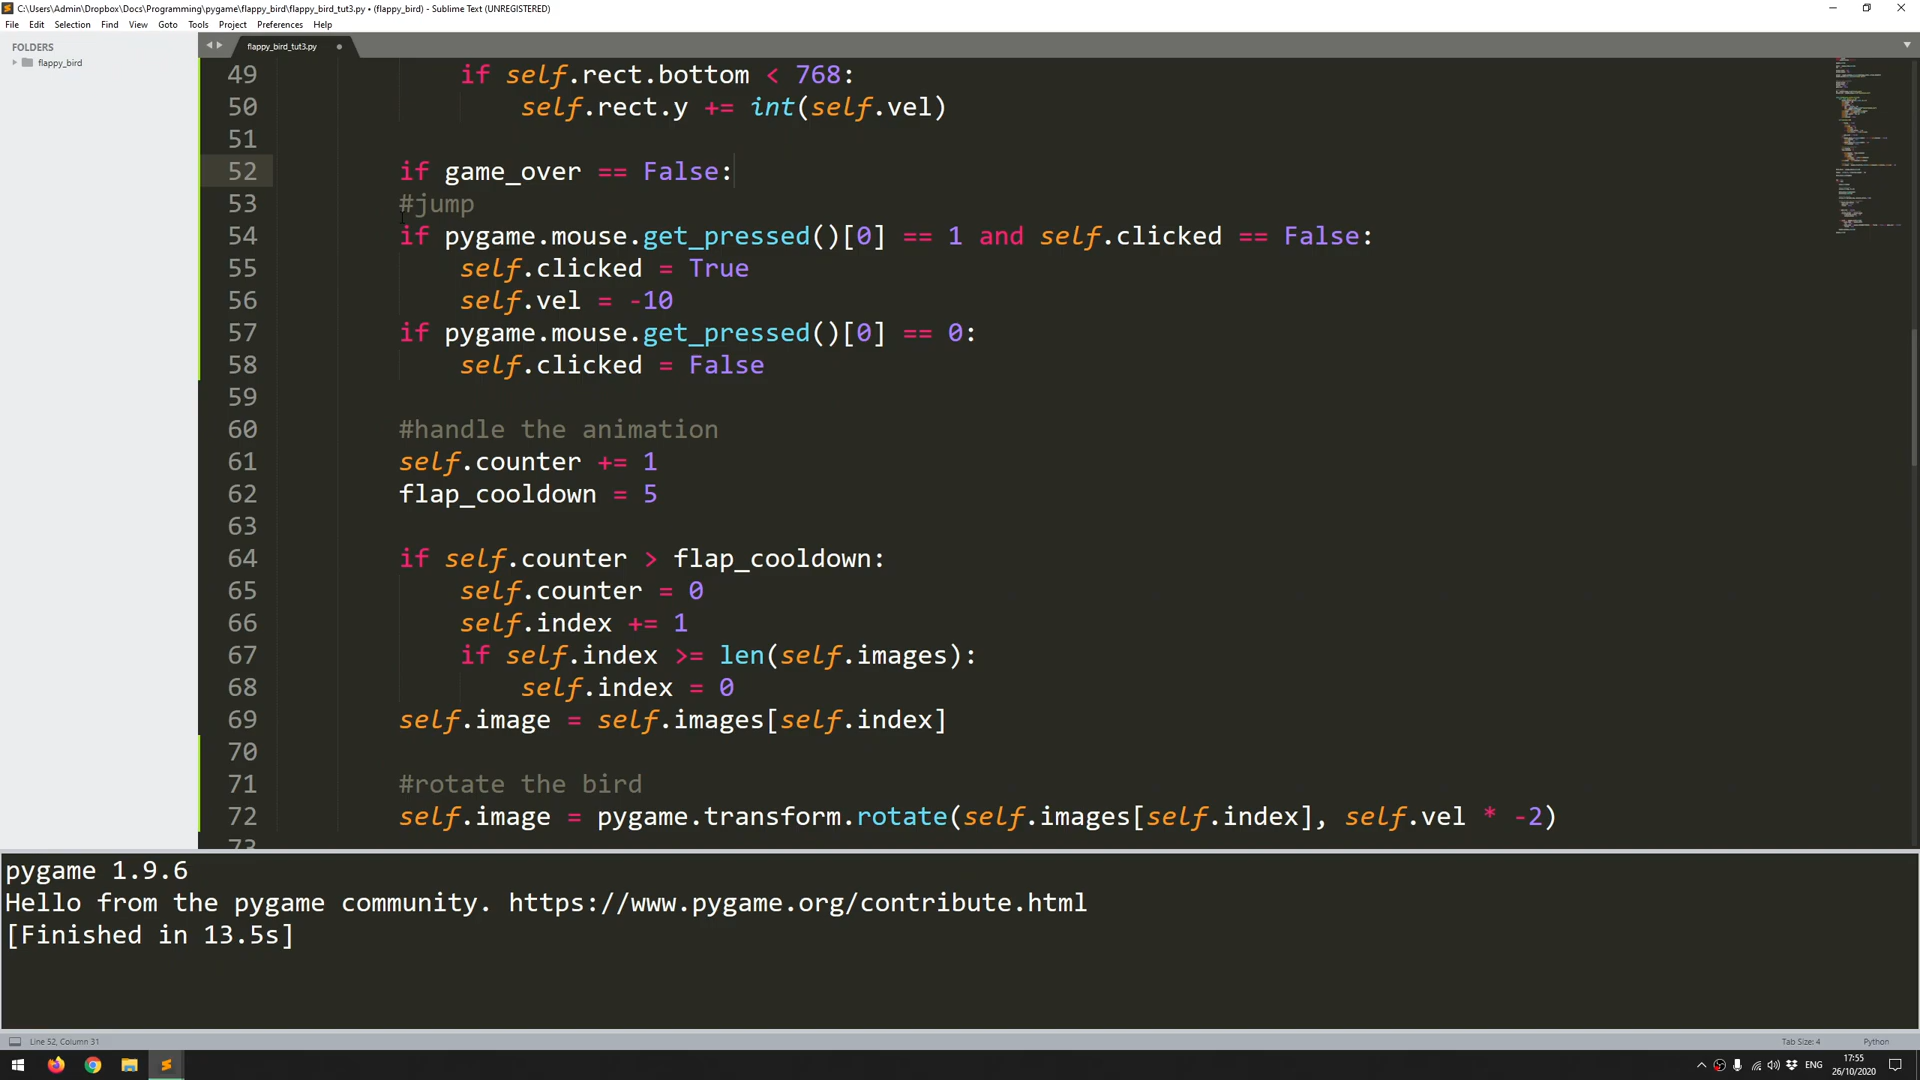 C:\Users\Admin\Dropbox\Docs\Programming\pygame\flappy_bird\flappy_bird_tut3.py • (flappy_bird) - Sublime Text (UNREGISTERED)
File Edit Selection Find View Goto Tools Project Preferences Help
FOLDERS
flappy_bird
flappy_bird_tut3.py
49 if self.rect.bottom < 768:
50 self.rect.y += int(self.vel)
51
52 if game_over == False:
53 #jump
54 if pygame.mouse.get_pressed()[0] == 1 and self.clicked == False:
55 self.clicked = True
56 self.vel = -10
57 if pygame.mouse.get_pressed()[0] == 0:
58 self.clicked = False
59
60 #handle the animation
61 self.counter += 1
62 flap_cooldown = 5
63
64 if self.counter > flap_cooldown:
65 self.counter = 0
66 self.index += 1
67 if self.index >= len(self.images):
68 self.index = 0
69 self.image = self.images[self.index]
70
71 #rotate the bird
72 self.image = pygame.transform.rotate(self.images[self.index], self.vel * -2)
73
pygame 1.9.6
Hello from the pygame community. https://www.pygame.org/contribute.html
[Finished in 13.5s]
Line 52, Column 31
Tab Size: 4
Python
ENG
17:55
26/10/2020